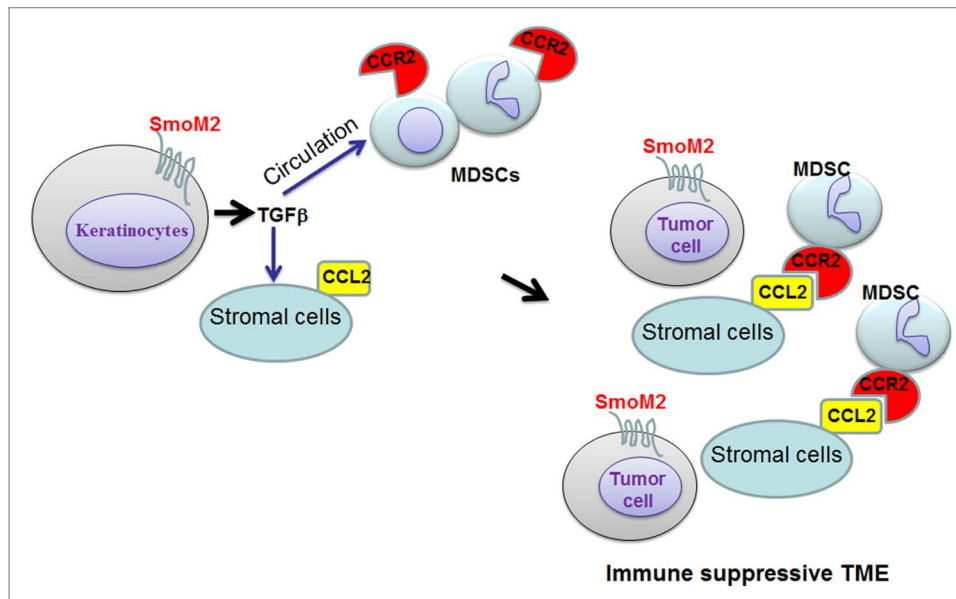 SmoM2
Keratinocytes
TGFβ
Circulation
CCR2
CCR2
MDSCs
CCL2
Stromal cells
SmoM2
Tumor
cell
MDSC
CCR2
CCL2
Stromal cells
MDSC
CCR2
CCL2
Stromal cells
SmoM2
Tumor
cell
Immune suppressive TME